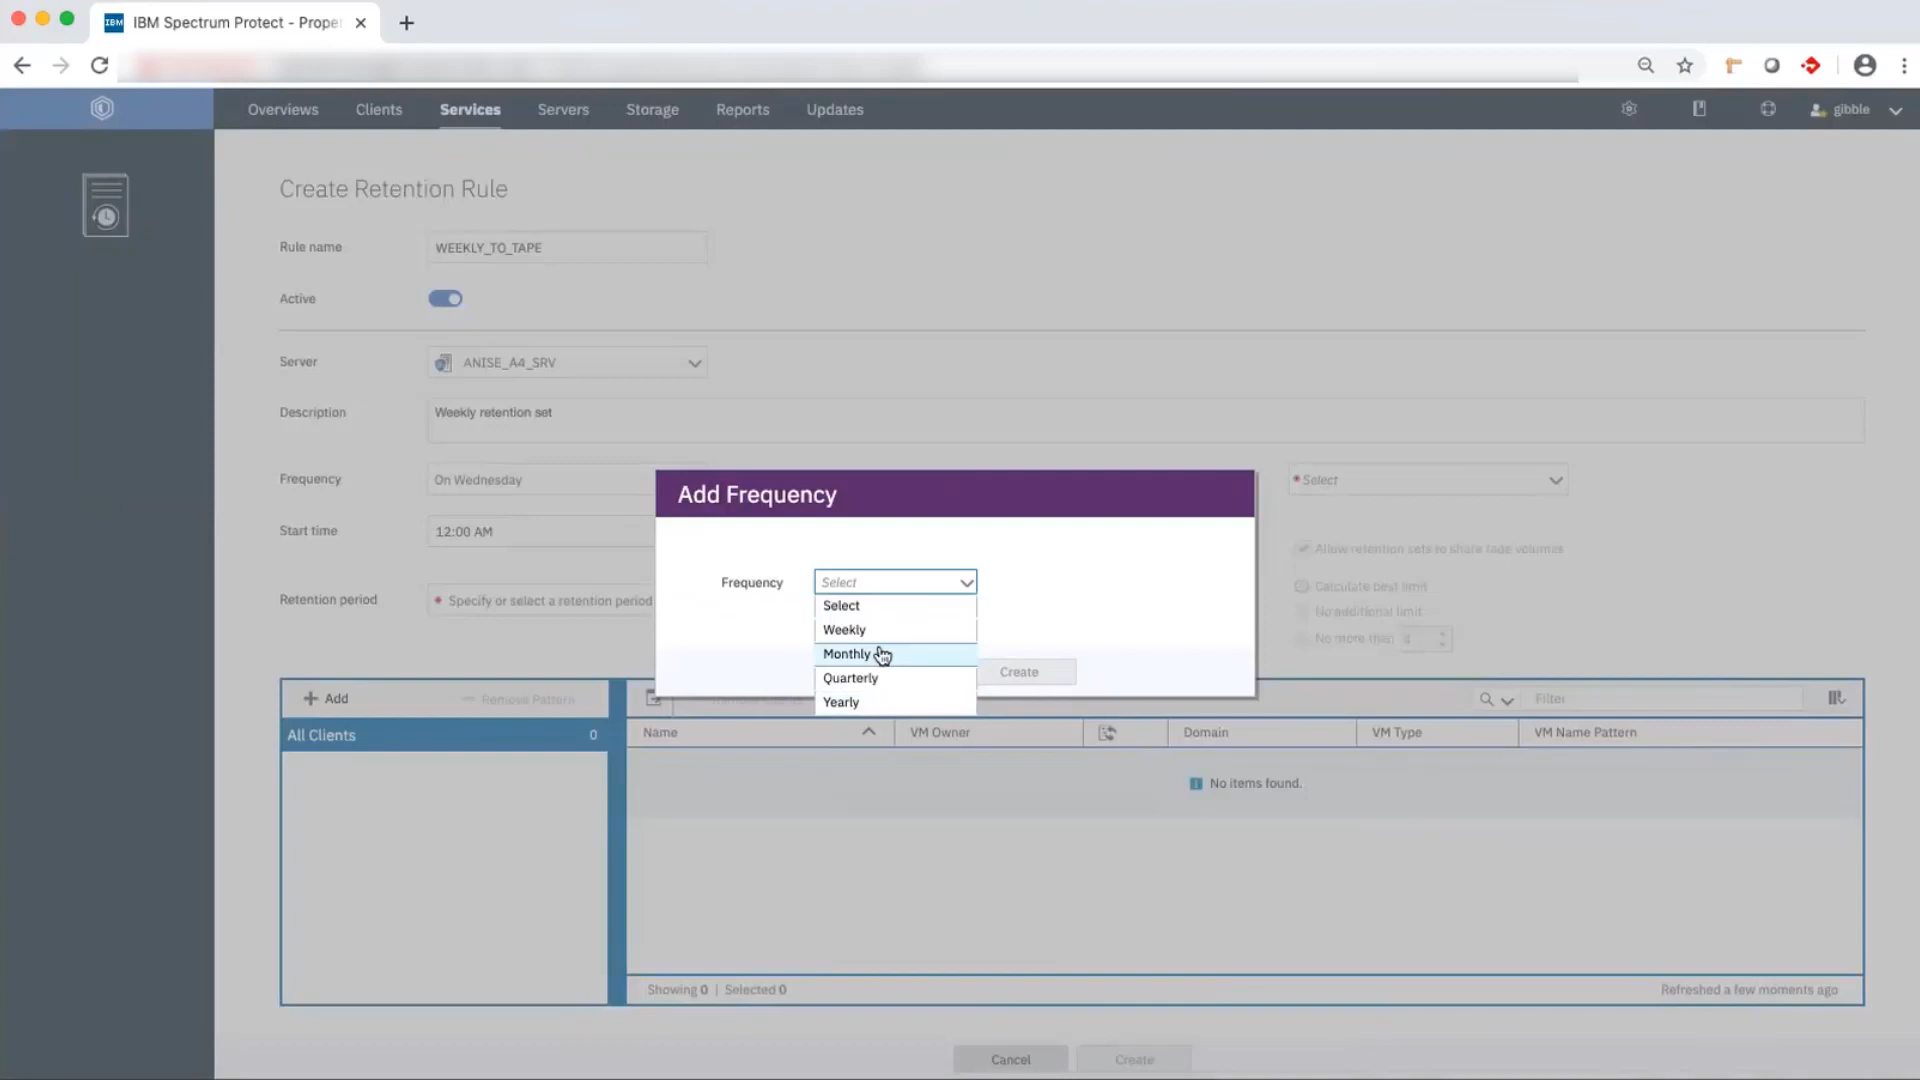 IBM IBM Spectrum Protect - Prope
Overviews Clients Services Servers Storage Reports Updates gibble
Create Retention Rule
Rule name WEEKLY_TO_TAPE
Active
Server ANISE_A4_SRV
Description Weekly retention set
Frequency On Wednesday * Select
Add Frequency
Start time 12:00 AM
Allow retention sets to share tape volumes
Frequency Select
Calculate best limit
Retention period * Specify or select a retention period
Select
No additional limit
Weekly
No more than 4
Monthly
Create
Quarterly
Yearly
Add Remove Pattern Filter
All Clients 0
Name VM Owner Domain VM Type VM Name Pattern
No items found.
Showing 0 | Selected 0 Refreshed a few moments ago
Cancel Create